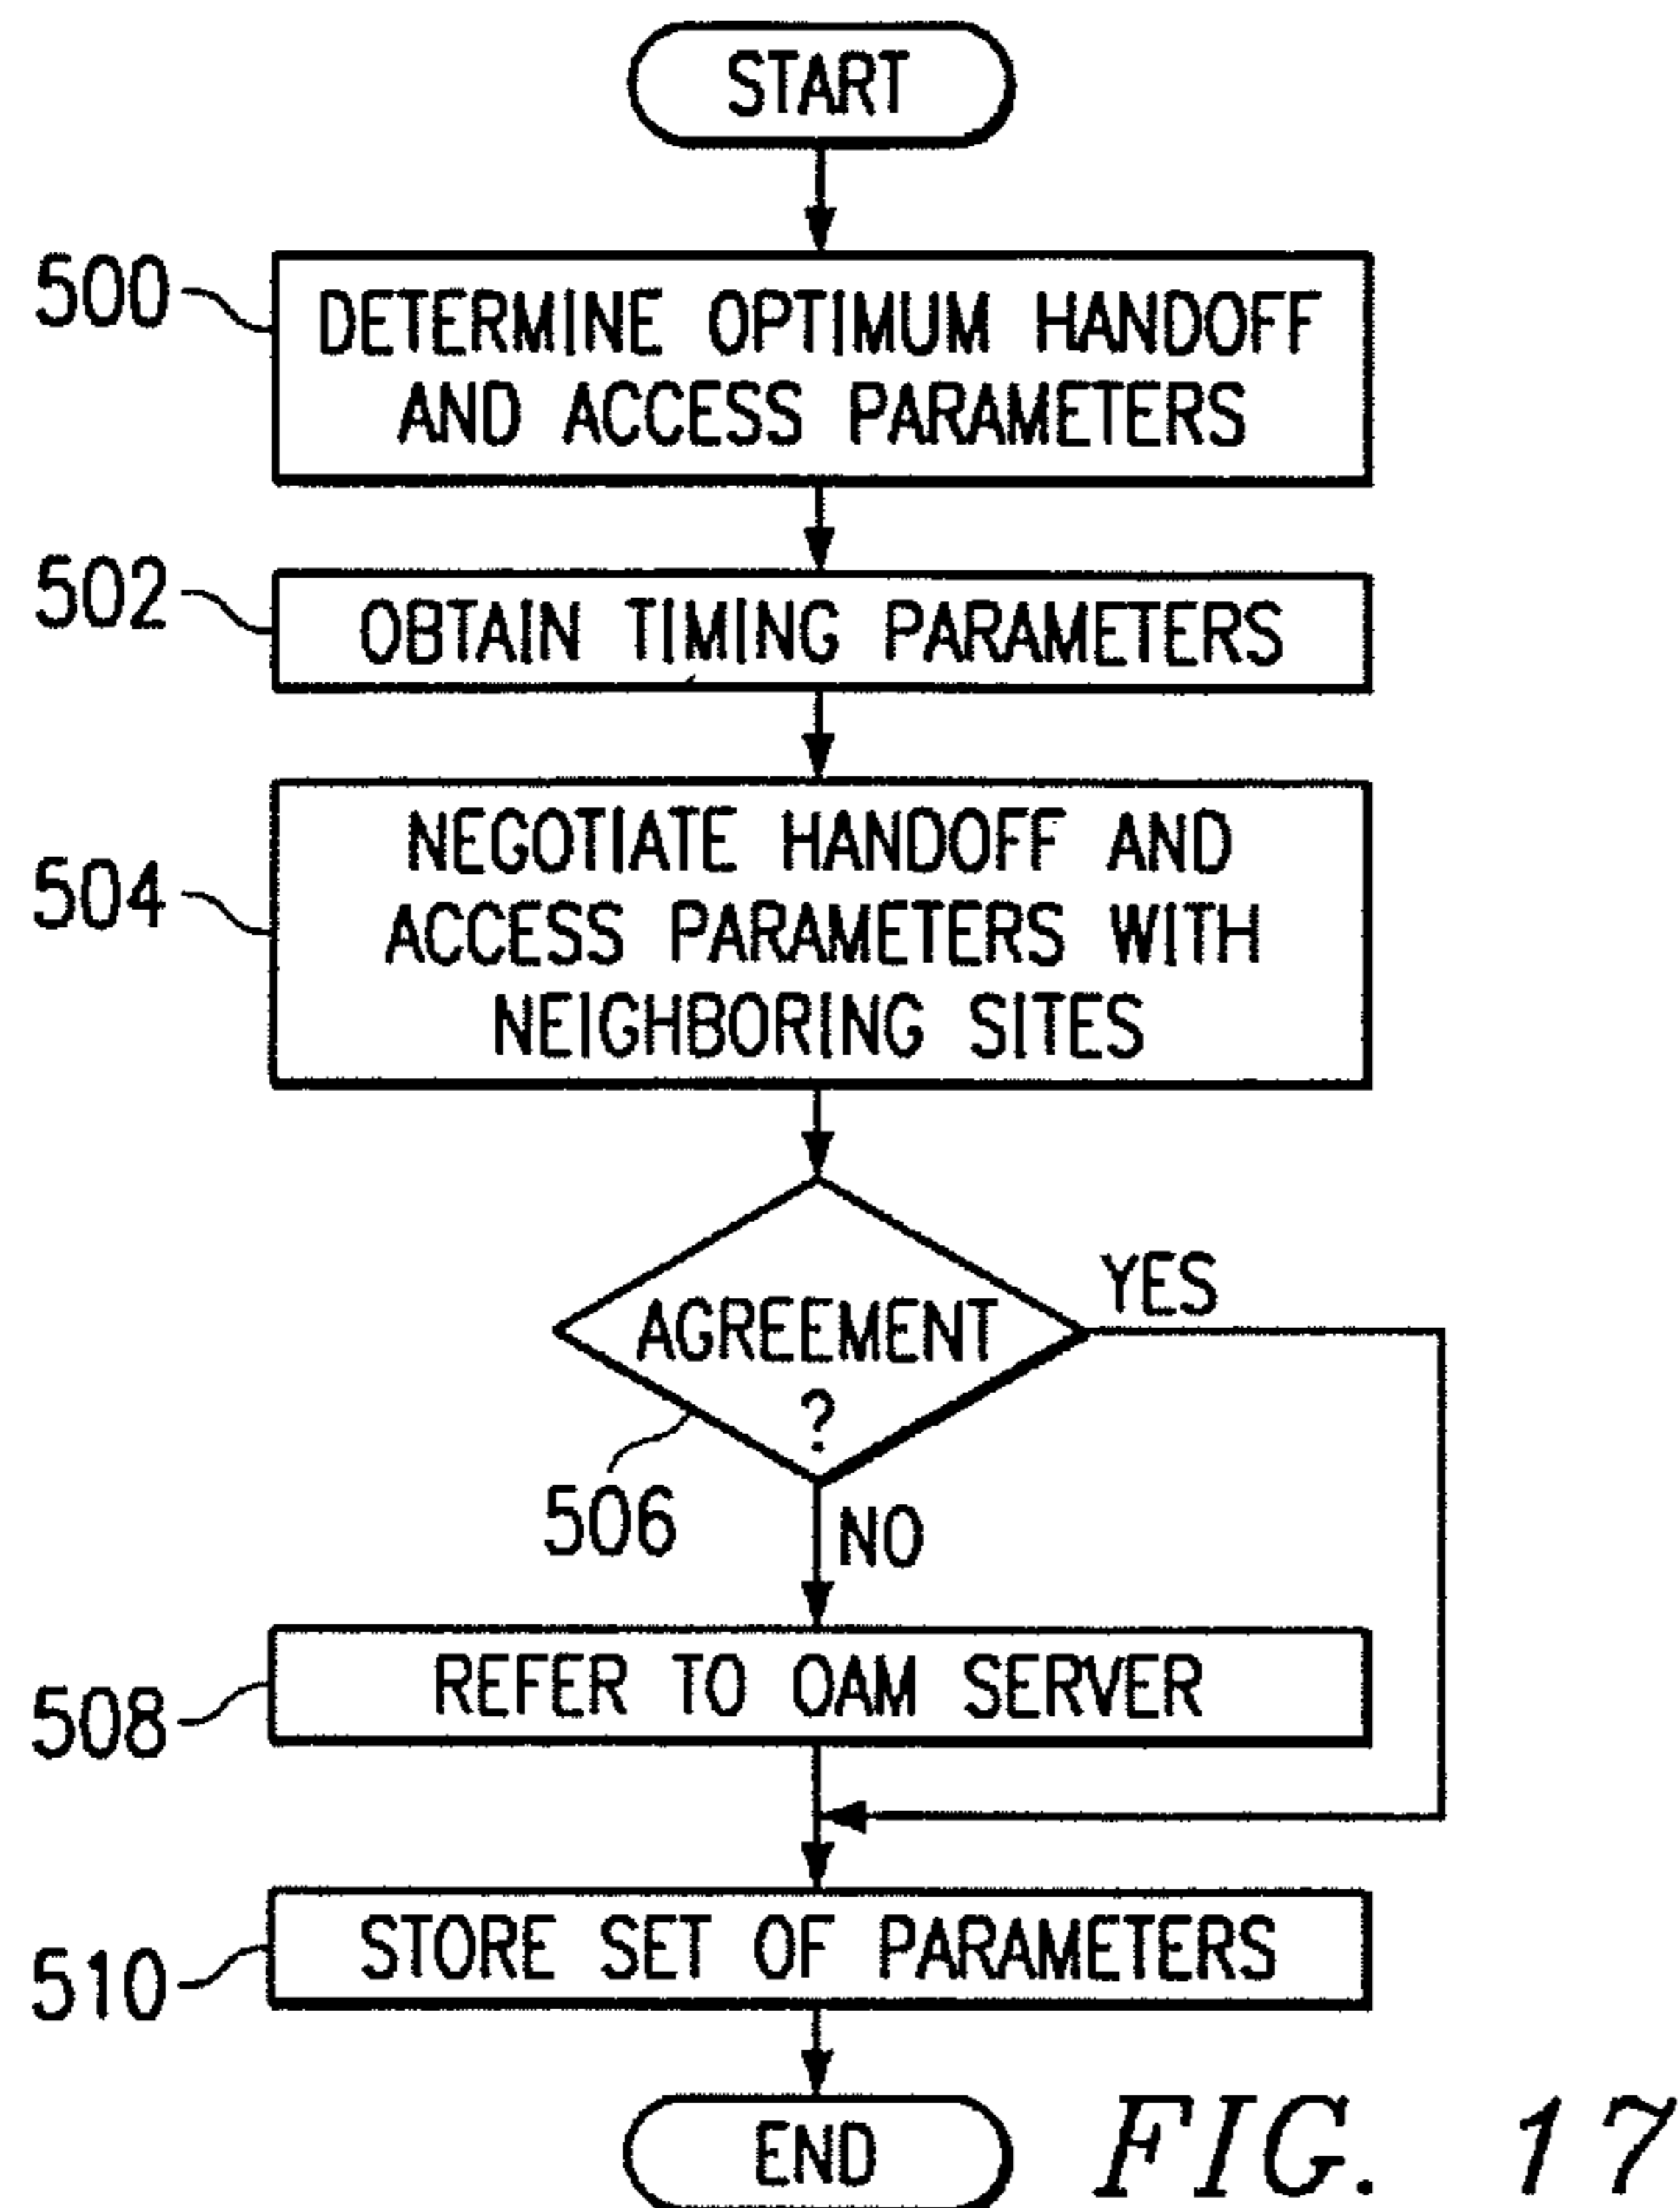 START
500
DETERMINE OPTIMUM HANDOFF
AND ACCESS PARAMETERS
502
OBTAIN TIMING PARAMETERS
504
NEGOTIATE HANDOFF AND
ACCESS PARAMETERS WITH
NEIGHBORING SITES
AGREEMENT
?
YES
506
NO
508
REFER TO OAM SERVER
510
STORE SET OF PARAMETERS
END
FIG. 17